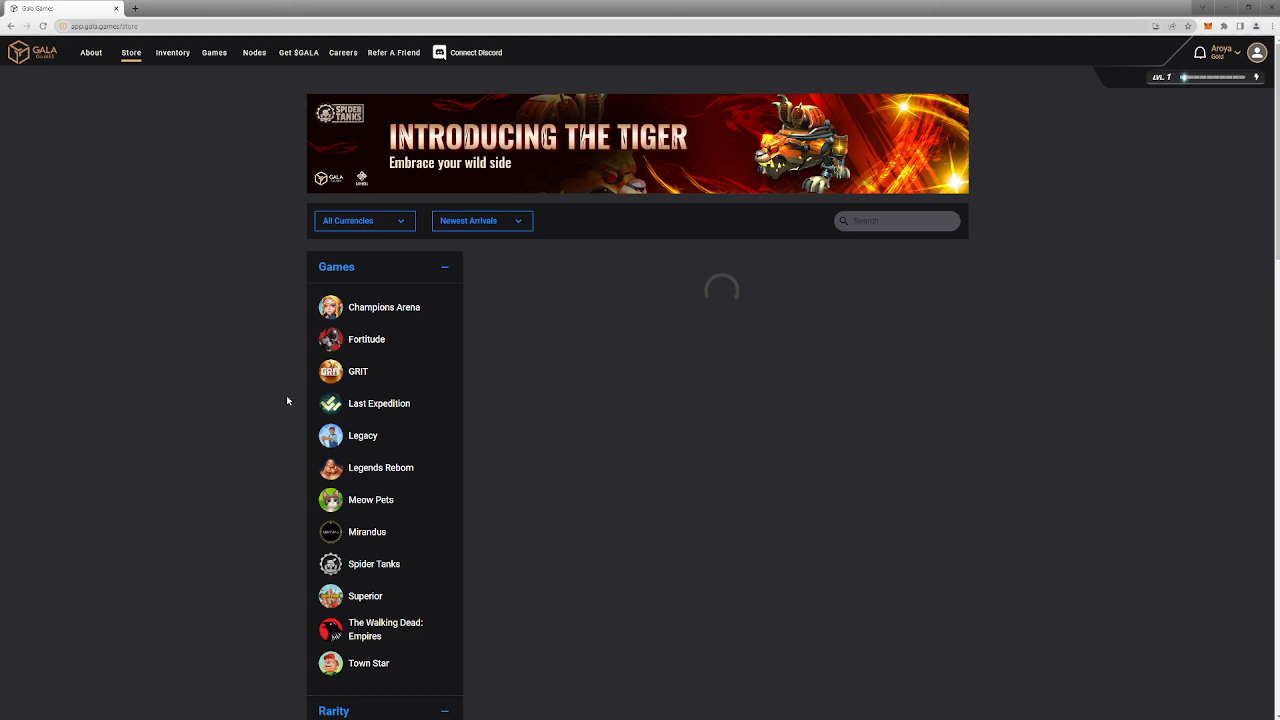 Gala Games
app.gala.games/store
GALA
GAMES
About
Store
Inventory
Games
Nodes
Get $GALA
Careers
Refer A Friend
Connect Discord
Aroya
Gold
LVL 1
SPIDER
TANKS
INTRODUCING THE TIGER
Embrace your wild side
GALA
GAMES
All Currencies
Newest Arrivals
Search
Games
Champions Arena
Fortitude
GRIT
GRIT
Last Expedition
Legacy
Legends Reborn
Meow Pets
Mirandus
Spider Tanks
Superior
The Walking Dead:
Empires
Town Star
Rarity